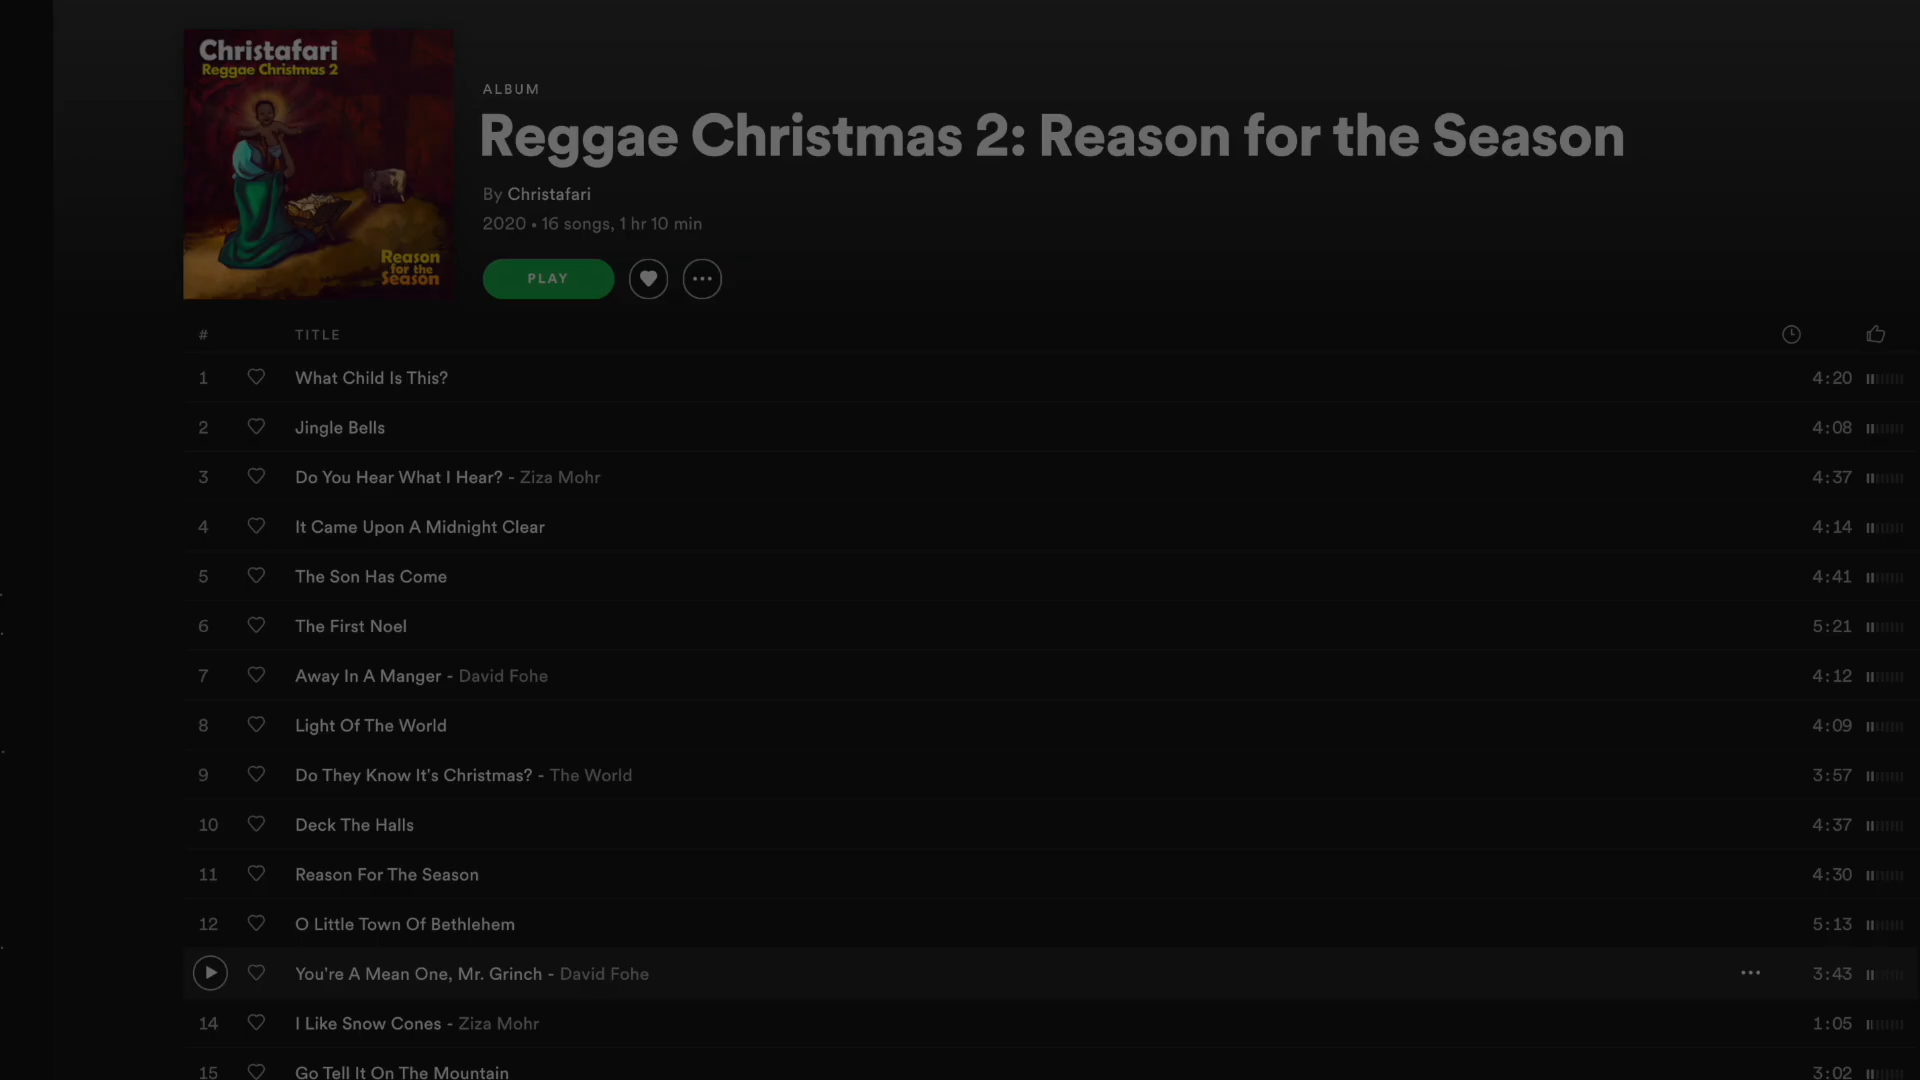 Christafari
Reggae Christmas 2
Reason
for the
Season
ALBUM
Reggae Christmas 2: Reason for the Season
By Christafari
2020 • 16 songs, 1 hr 10 min
PLAY
# TITLE
1 What Child Is This? 4:20
2 Jingle Bells 4:08
3 Do You Hear What I Hear? - Ziza Mohr 4:37
4 It Came Upon A Midnight Clear 4:14
5 The Son Has Come 4:41
6 The First Noel 5:21
7 Away In A Manger - David Fohe 4:12
8 Light Of The World 4:09
9 Do They Know It's Christmas? - The World 3:57
10 Deck The Halls 4:37
11 Reason For The Season 4:30
12 O Little Town Of Bethlehem 5:13
You're A Mean One, Mr. Grinch - David Fohe 3:43
14 I Like Snow Cones - Ziza Mohr 1:05
15 Go Tell It On The Mountain 3:02